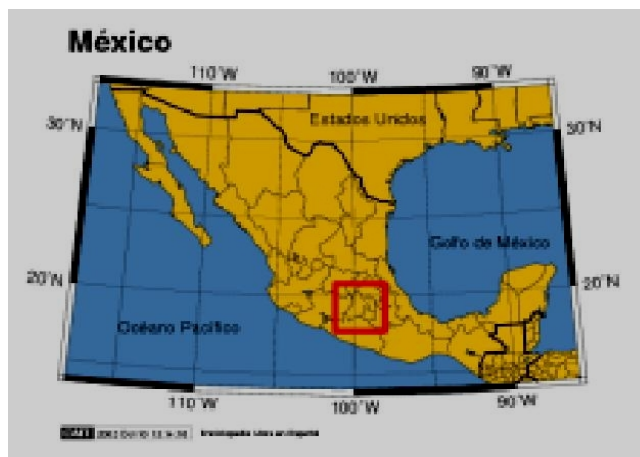 México
110°W 100°W 90°W
Estados Unidos
30°N 30°N
Golfo de México
20°N 20°N
Océano Pacífico
110°W 100°W 90°W